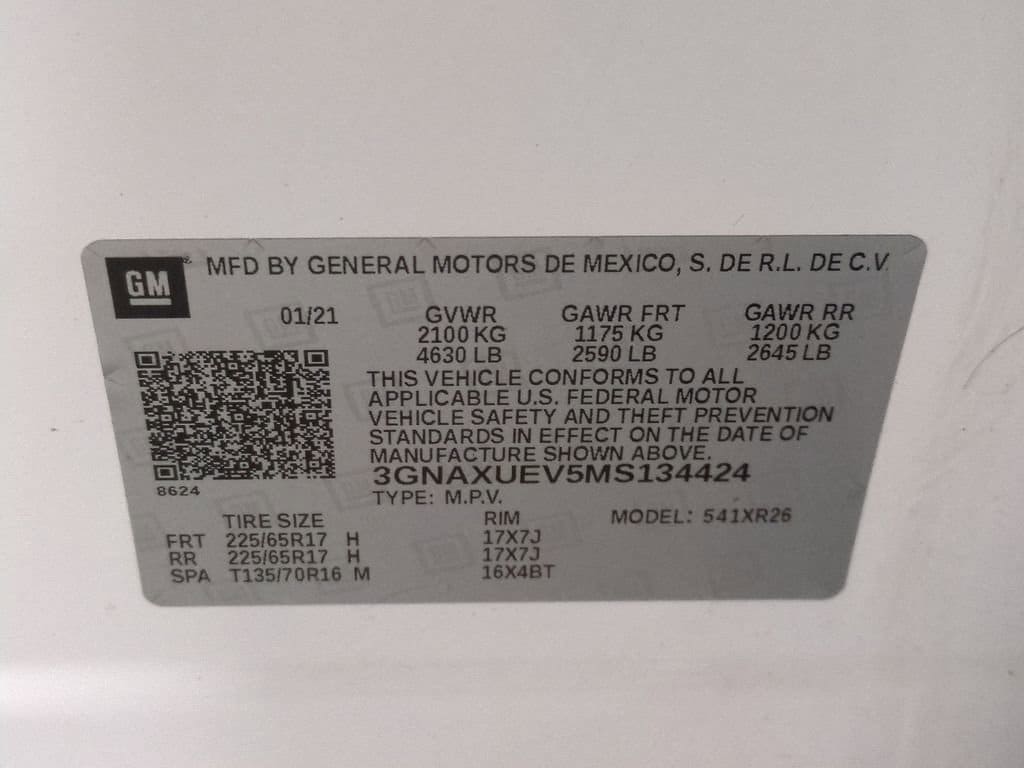 GM MFD BY GENERAL MOTORS DE MEXICO, S. DE R.L. DE C.V.
01/21 GVWR GAWR FRT GAWR RR
2100 KG 1175 KG 1200 KG
4630 LB 2590 LB 2645 LB
THIS VEHICLE CONFORMS TO ALL
APPLICABLE U.S. FEDERAL MOTOR
VEHICLE SAFETY AND THEFT PREVENTION
STANDARDS IN EFFECT ON THE DATE OF
MANUFACTURE SHOWN ABOVE.
3GNAXUEV5MS134424
8624
TYPE: M.P.V.
TIRE SIZE RIM MODEL: 541XR26
FRT 225/65R17 H 17X7J
RR 225/65R17 H 17X7J
SPA T135/70R16 M 16X4BT